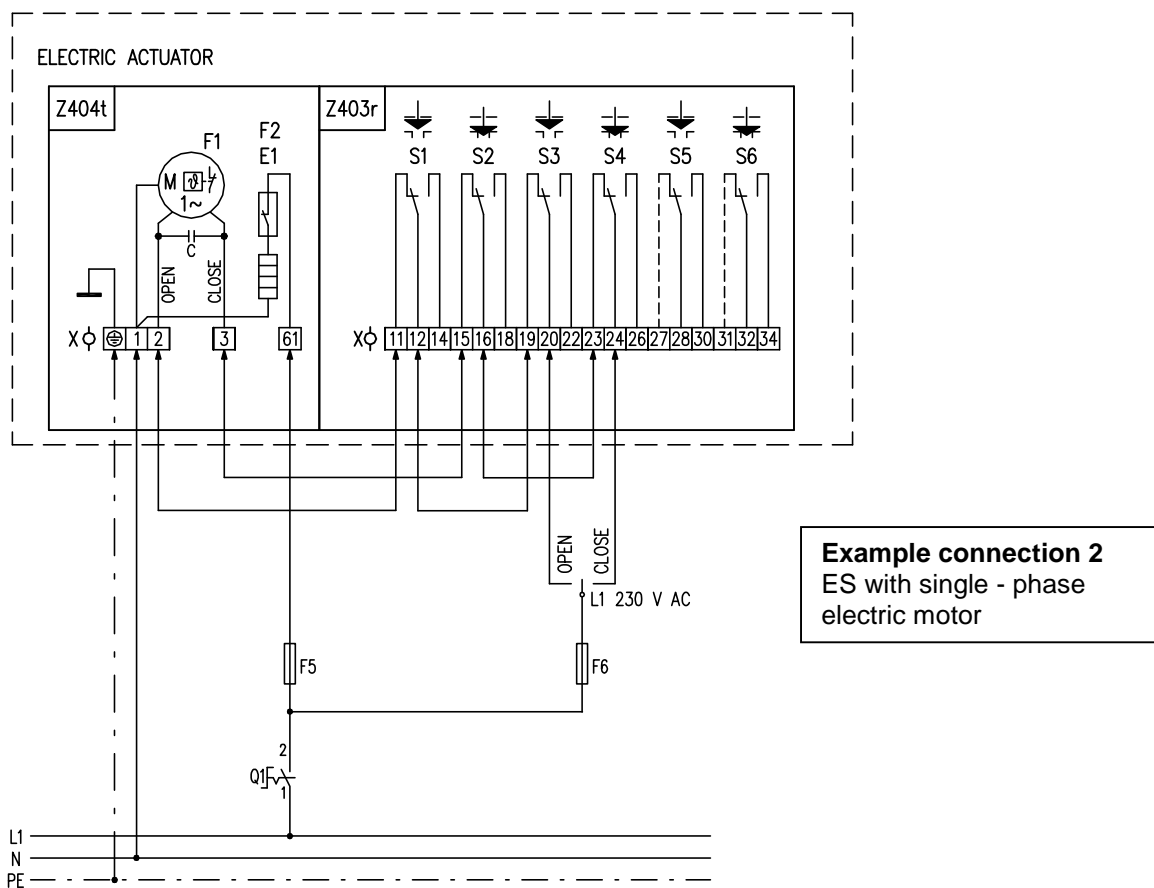 ELECTRIC ACTUATOR
Z404t
Z403r
F1
F2
E1
S1 S2 S3 S4 S5 S6
M ϑ
1~
C
OPEN
CLOSE
X 1 2 3 61
X 11 12 14 15 16 18 19 20 22 23 24 26 27 28 30 31 32 34
OPEN
CLOSE
L1 230 V AC
Example connection 2
ES with single - phase
electric motor
F5
F6
2
Q1
1
L1
N
PE